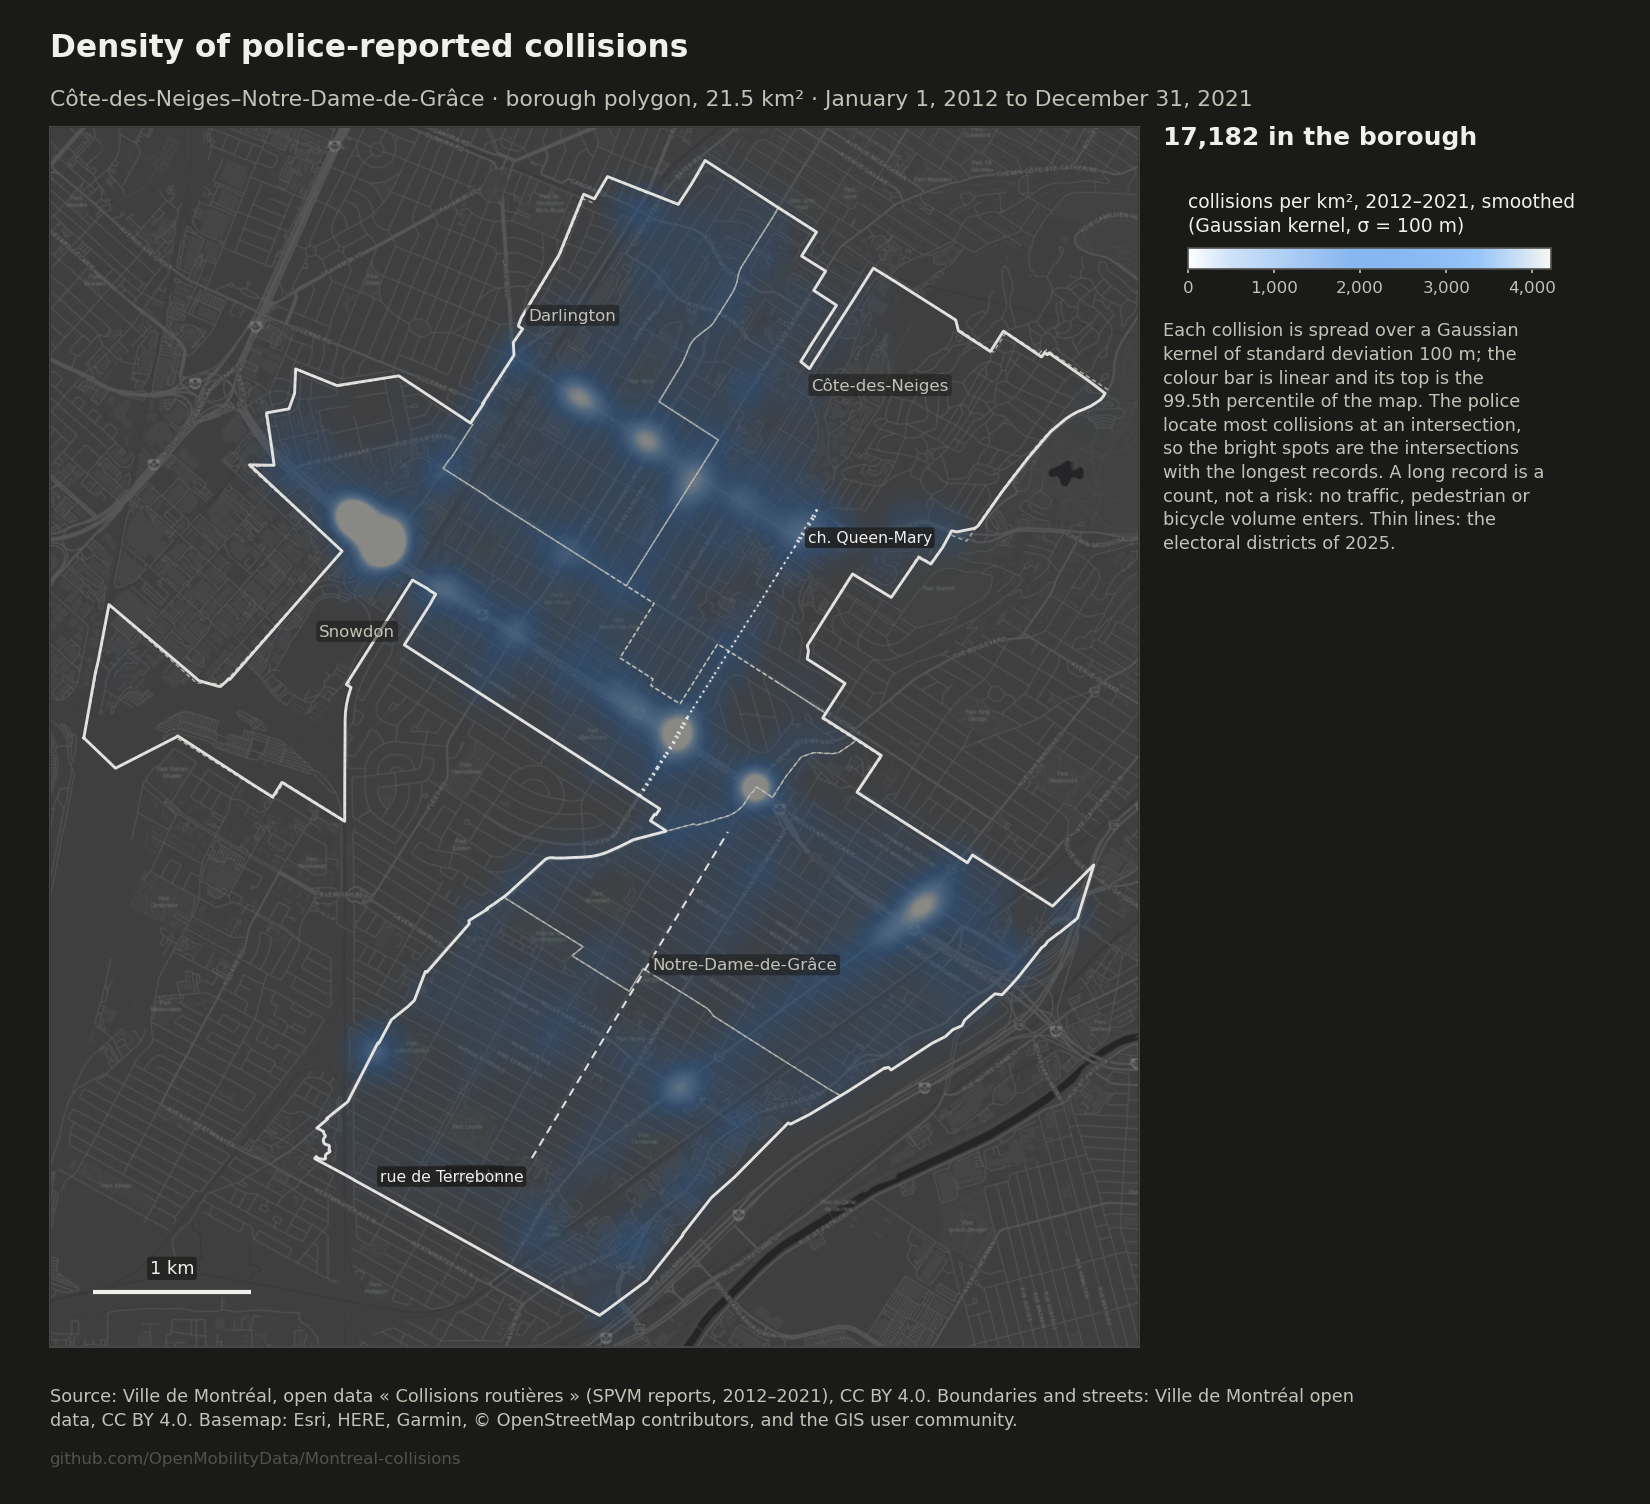 Density of police-reported collisions
Côte-des-Neiges–Notre-Dame-de-Grâce · borough polygon, 21.5 km² · January 1, 2012 to December 31, 2021
17,182 in the borough
collisions per km², 2012–2021, smoothed
(Gaussian kernel, σ = 100 m)
0 1,000 2,000 3,000 4,000
Each collision is spread over a Gaussian
kernel of standard deviation 100 m; the
colour bar is linear and its top is the
99.5th percentile of the map. The police
locate most collisions at an intersection,
so the bright spots are the intersections
with the longest records. A long record is a
count, not a risk: no traffic, pedestrian or
bicycle volume enters. Thin lines: the
electoral districts of 2025.
Darlington
Côte-des-Neiges
ch. Queen-Mary
Snowdon
Notre-Dame-de-Grâce
rue de Terrebonne
1 km
Source: Ville de Montréal, open data « Collisions routières » (SPVM reports, 2012–2021), CC BY 4.0. Boundaries and streets: Ville de Montréal open
data, CC BY 4.0. Basemap: Esri, HERE, Garmin, © OpenStreetMap contributors, and the GIS user community.
github.com/OpenMobilityData/Montreal-collisions